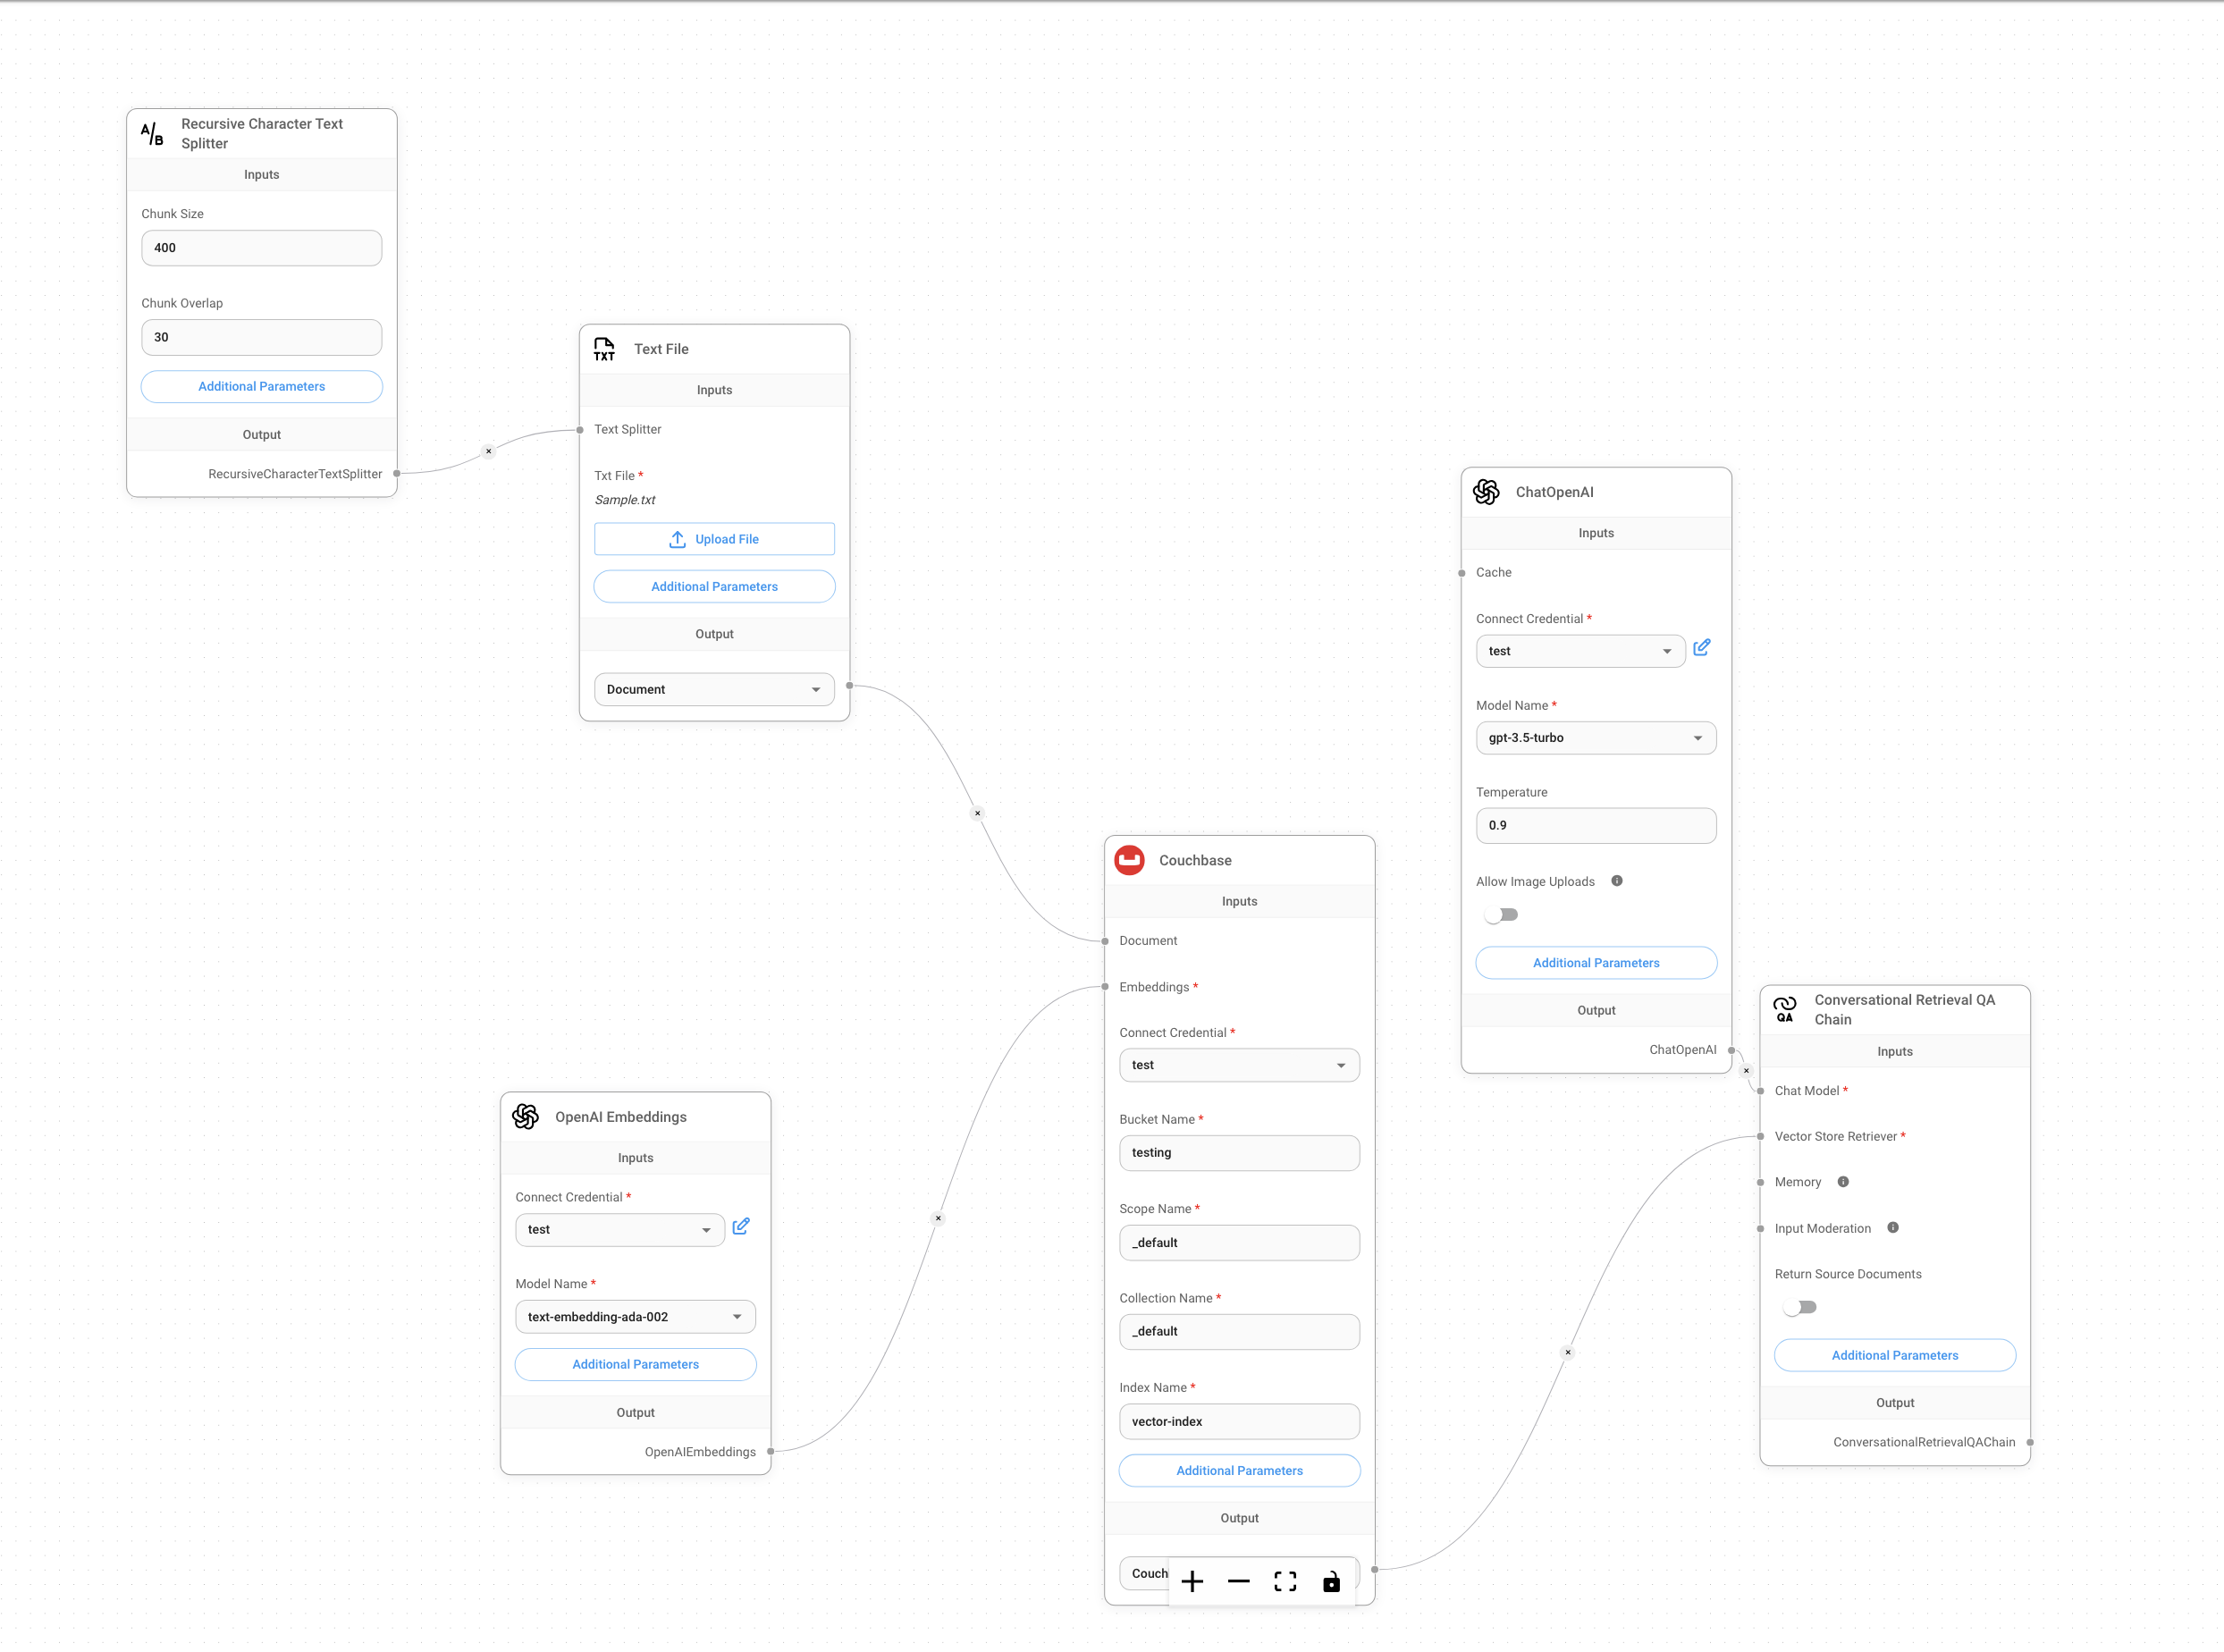 A/B
Recursive Character Text
Splitter
Inputs
Chunk Size
400
Chunk Overlap
30
Additional Parameters
Output
RecursiveCharacterTextSplitter
TXT
Text File
Inputs
Text Splitter
Txt File *
Sample.txt
Upload File
Additional Parameters
Output
Document
OpenAI Embeddings
Inputs
Connect Credential *
test
Model Name *
text-embedding-ada-002
Additional Parameters
Output
OpenAIEmbeddings
Couchbase
Inputs
Document
Embeddings *
Connect Credential *
test
Bucket Name *
testing
Scope Name *
_default
Collection Name *
_default
Index Name *
vector-index
Additional Parameters
Output
Couch
ChatOpenAI
Inputs
Cache
Connect Credential *
test
Model Name *
gpt-3.5-turbo
Temperature
0.9
Allow Image Uploads
Additional Parameters
Output
ChatOpenAI
QA
Conversational Retrieval QA
Chain
Inputs
Chat Model *
Vector Store Retriever *
Memory
Input Moderation
Return Source Documents
Additional Parameters
Output
ConversationalRetrievalQAChain